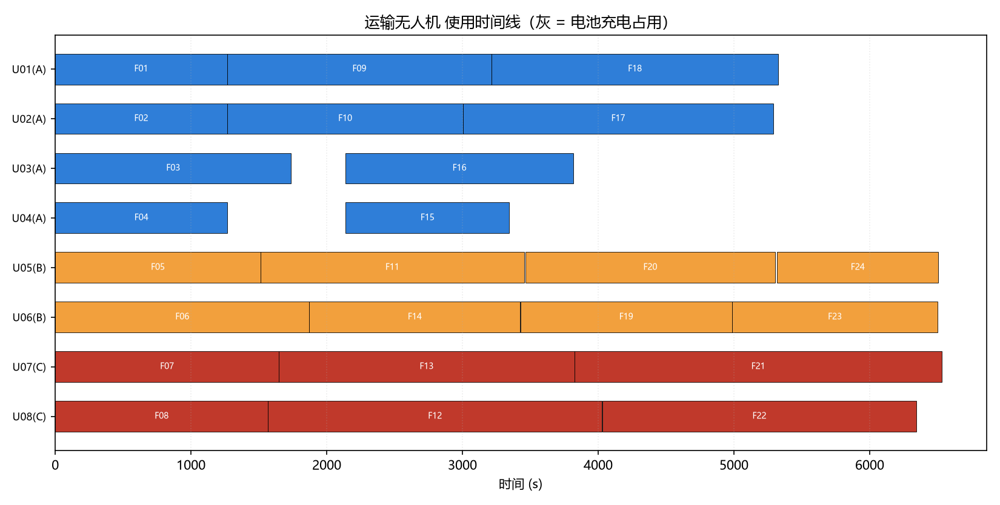 运输无人机 使用时间线（灰 = 电池充电占用）
U01(A) F01 F09 F18
U02(A) F02 F10 F17
U03(A) F03 F16
U04(A) F04 F15
U05(B) F05 F11 F20 F24
U06(B) F06 F14 F19 F23
U07(C) F07 F13 F21
U08(C) F08 F12 F22
0 1000 2000 3000 4000 5000 6000
时间 (s)